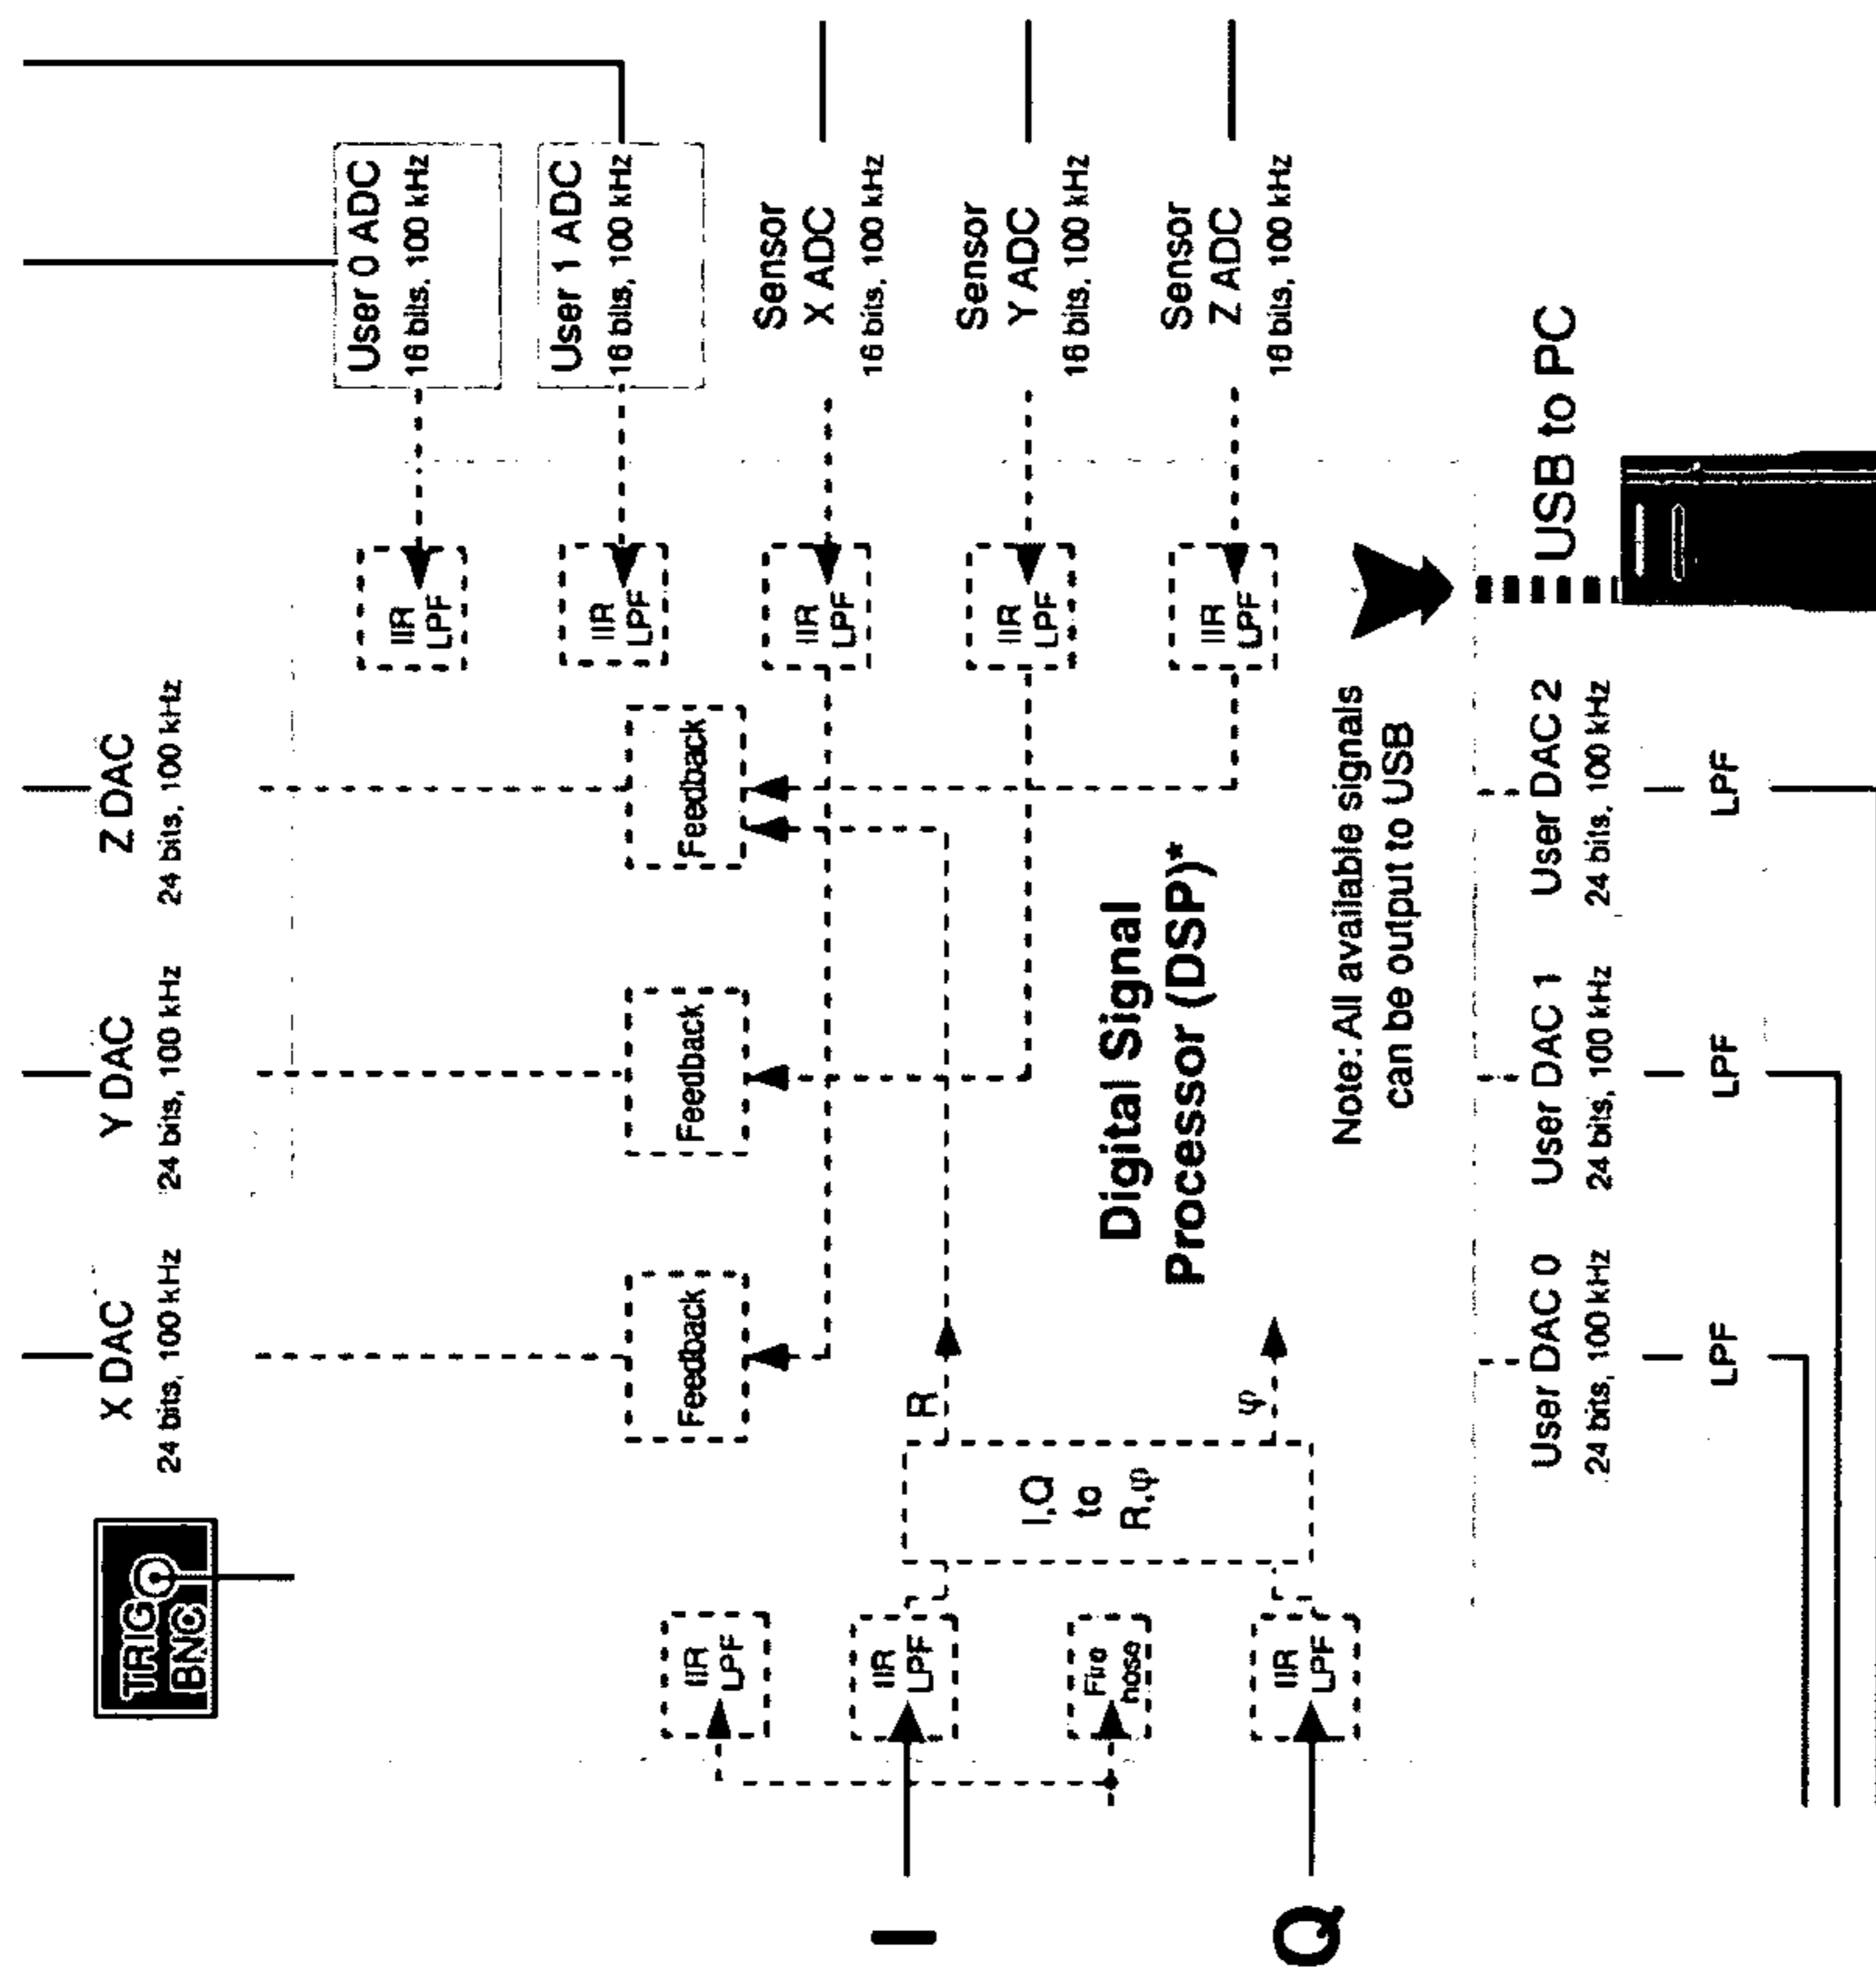 TRIG
BNC
X DAC
24 bits, 100 kHz
Y DAC
24 bits, 100 kHz
Z DAC
24 bits, 100 kHz
User 0 ADC
16 bits, 100 kHz
User 1 ADC
16 bits, 100 kHz
Sensor
X ADC
16 bits, 100 kHz
Sensor
Y ADC
16 bits, 100 kHz
Sensor
Z ADC
16 bits, 100 kHz
IIR
LPF
IIR
LPF
IIR
LPF
IIR
LPF
IIR
LPF
Feedback
Feedback
Feedback
IIR
LPF
I
IIR
LPF
Fire
hose
Q
IIR
LPF
I,Q
to
R,φ
R
φ
Digital Signal
Processor (DSP)*
Note: All available signals
can be output to USB
USB to PC
User DAC 0
24 bits, 100 kHz
User DAC 1
24 bits, 100 kHz
User DAC 2
24 bits, 100 kHz
LPF
LPF
LPF